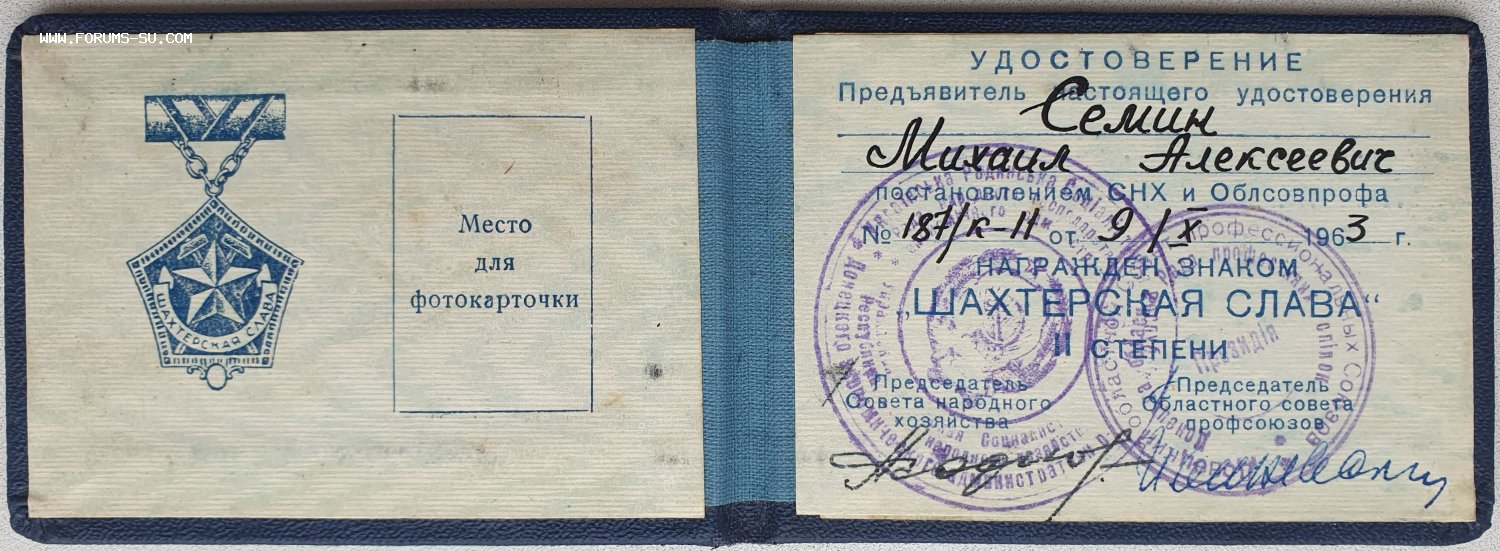 WWW.FORUMS-SU.COM
ШАХТЕРСКАЯ СЛАВА
Место
для
фотокарточки
УДОСТОВЕРЕНИЕ
Предъявитель настоящего удостоверения
Семин
Михаил Алексеевич
постановлением СНХ и Облсовпрофа
№ 187/к-11 от 9/X 1963 г.
НАГРАЖДЕН ЗНАКОМ
„ШАХТЕРСКАЯ СЛАВА"
II СТЕПЕНИ
Председатель
Совета народного
хозяйства
Председатель
Областного совета
профсоюзов
Президія